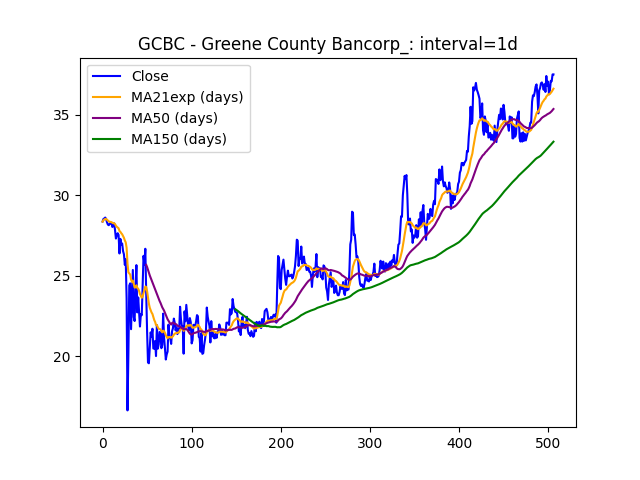 GCBC - Greene County Bancorp_: interval=1d
Close
MA21exp (days)
MA50 (days)
MA150 (days)
35
30
25
20
0 100 200 300 400 500